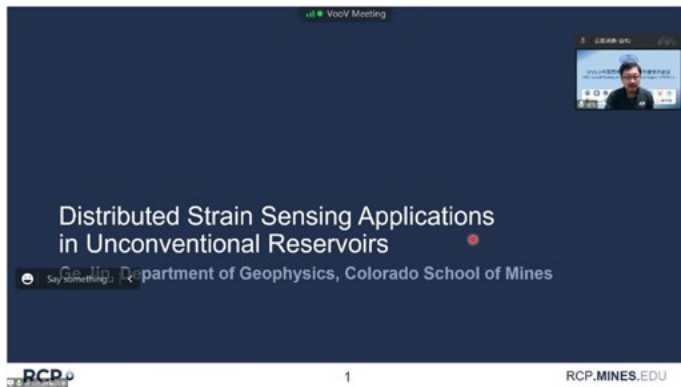 VooV Meeting
Distributed Strain Sensing Applications
in Unconventional Reservoirs
Ge Jin, Department of Geophysics, Colorado School of Mines
Say something...
RCP
1
RCP.MINES.EDU